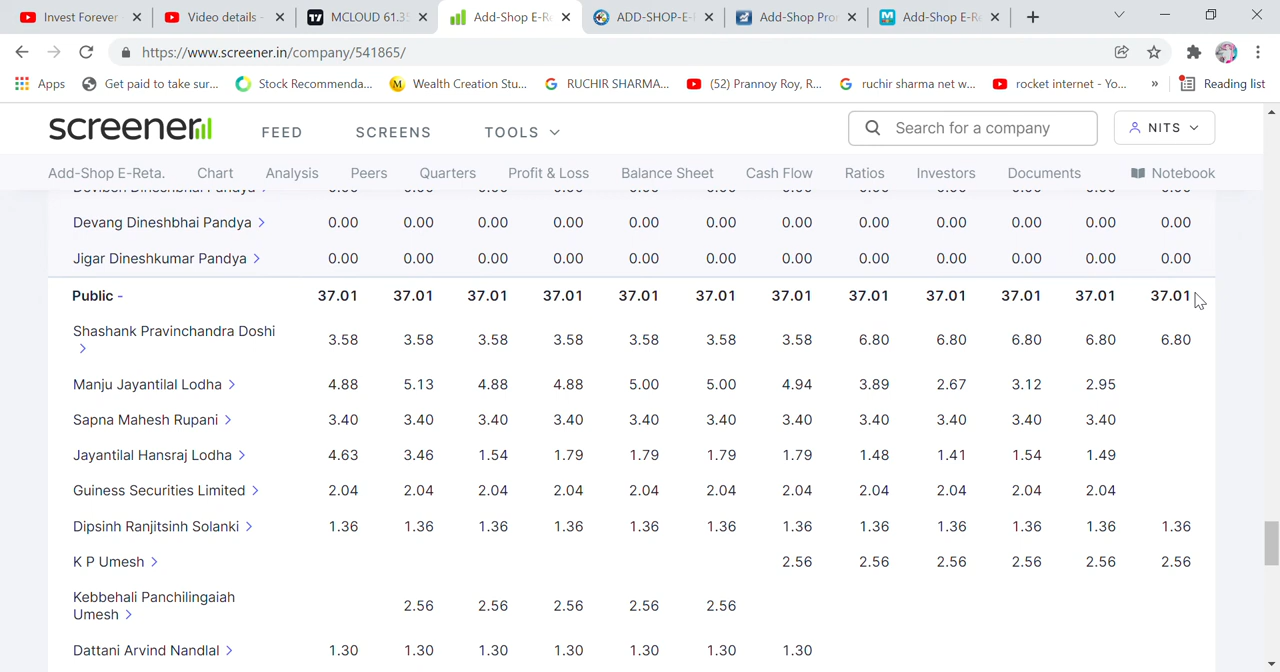 Invest Forever
Video details -
MCLOUD 61.3
Add-Shop E-R
ADD-SHOP-E-
Add-Shop Pro
Add-Shop E-R
https://www.screener.in/company/541865/
Apps
Get paid to take sur...
Stock Recommenda...
M
Wealth Creation Stu...
RUCHIR SHARMA...
(52) Prannoy Roy, R...
ruchir sharma net w...
rocket internet - Yo...
»
Reading list
screener
FEED
SCREENS
TOOLS
Search for a company
NITS
Add-Shop E-Reta.
Chart
Analysis
Peers
Quarters
Profit & Loss
Balance Sheet
Cash Flow
Ratios
Investors
Documents
Notebook
Devang Dineshbhai Pandya > 0.00 0.00 0.00 0.00 0.00 0.00 0.00 0.00 0.00 0.00 0.00 0.00
Jigar Dineshkumar Pandya > 0.00 0.00 0.00 0.00 0.00 0.00 0.00 0.00 0.00 0.00 0.00 0.00
Public - 37.01 37.01 37.01 37.01 37.01 37.01 37.01 37.01 37.01 37.01 37.01 37.01
Shashank Pravinchandra Doshi > 3.58 3.58 3.58 3.58 3.58 3.58 3.58 6.80 6.80 6.80 6.80 6.80
Manju Jayantilal Lodha > 4.88 5.13 4.88 4.88 5.00 5.00 4.94 3.89 2.67 3.12 2.95
Sapna Mahesh Rupani > 3.40 3.40 3.40 3.40 3.40 3.40 3.40 3.40 3.40 3.40 3.40
Jayantilal Hansraj Lodha > 4.63 3.46 1.54 1.79 1.79 1.79 1.79 1.48 1.41 1.54 1.49
Guiness Securities Limited > 2.04 2.04 2.04 2.04 2.04 2.04 2.04 2.04 2.04 2.04 2.04
Dipsinh Ranjitsinh Solanki > 1.36 1.36 1.36 1.36 1.36 1.36 1.36 1.36 1.36 1.36 1.36 1.36
K P Umesh > 2.56 2.56 2.56 2.56 2.56 2.56
Kebbehali Panchilingaiah
Umesh > 2.56 2.56 2.56 2.56 2.56
Dattani Arvind Nandlal > 1.30 1.30 1.30 1.30 1.30 1.30 1.30